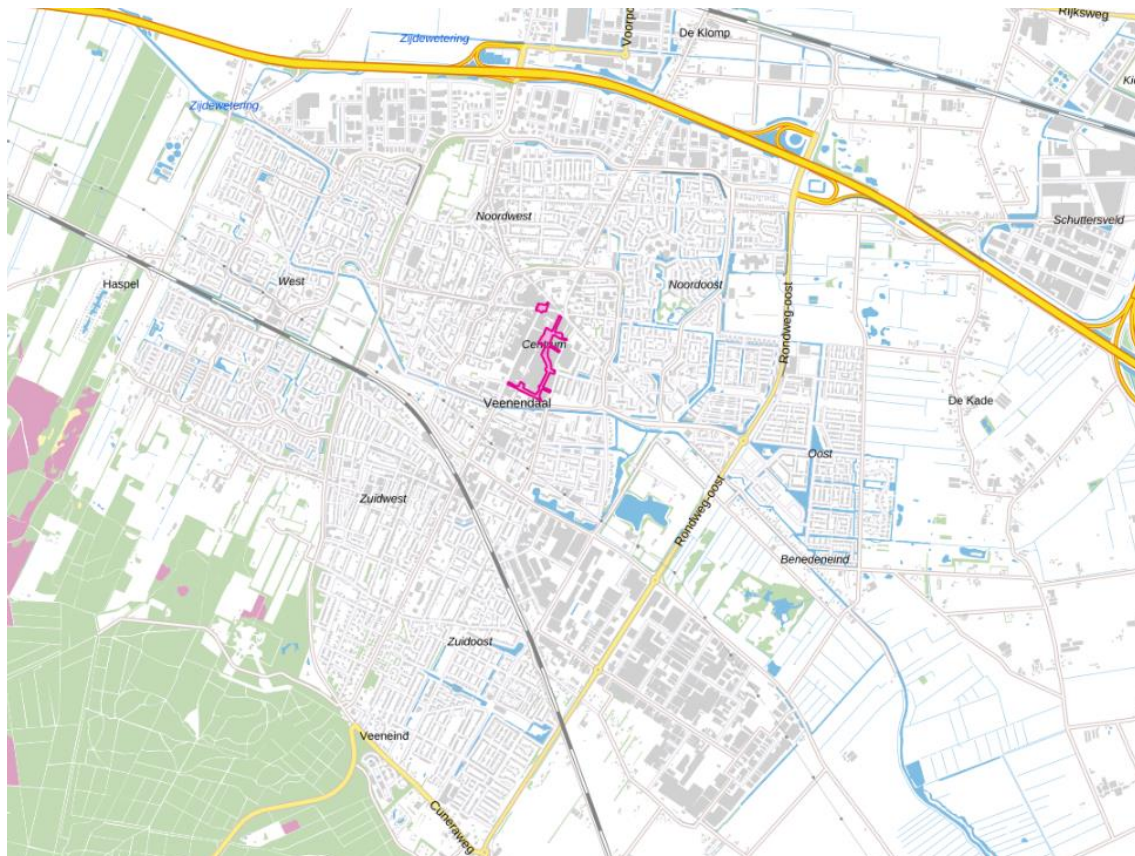 Rijksweg
Zijdewetering
De Klomp
Zijdewetering
Noordwest
Schuttersveld
Haspel
West
Noordoost
Rondweg-oost
Centrum
Veenendaal
De Kade
Oost
Zuidwest
Rondweg-oost
Benedeneind
Zuidoost
Veeneind
Cuneraweg